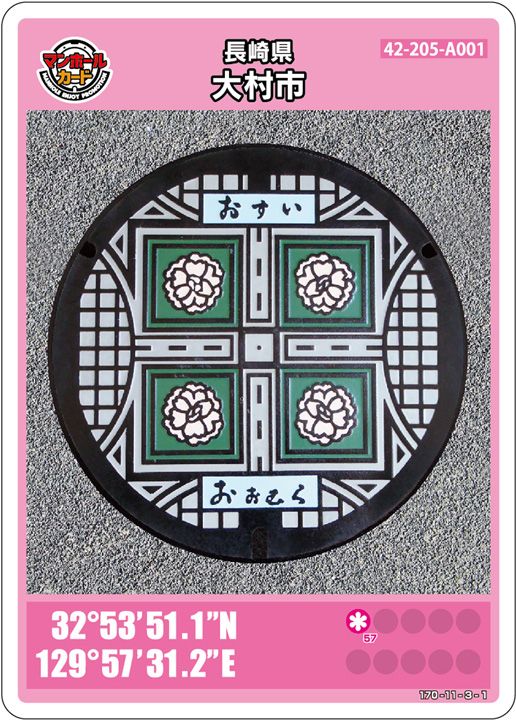 マンホール
カード
MANHOLE ENJOY PROMOTION
長崎県
大村市
42-205-A001
おすい
おおむら
32°53'51.1"N
129°57'31.2"E
57
170-11-3-1